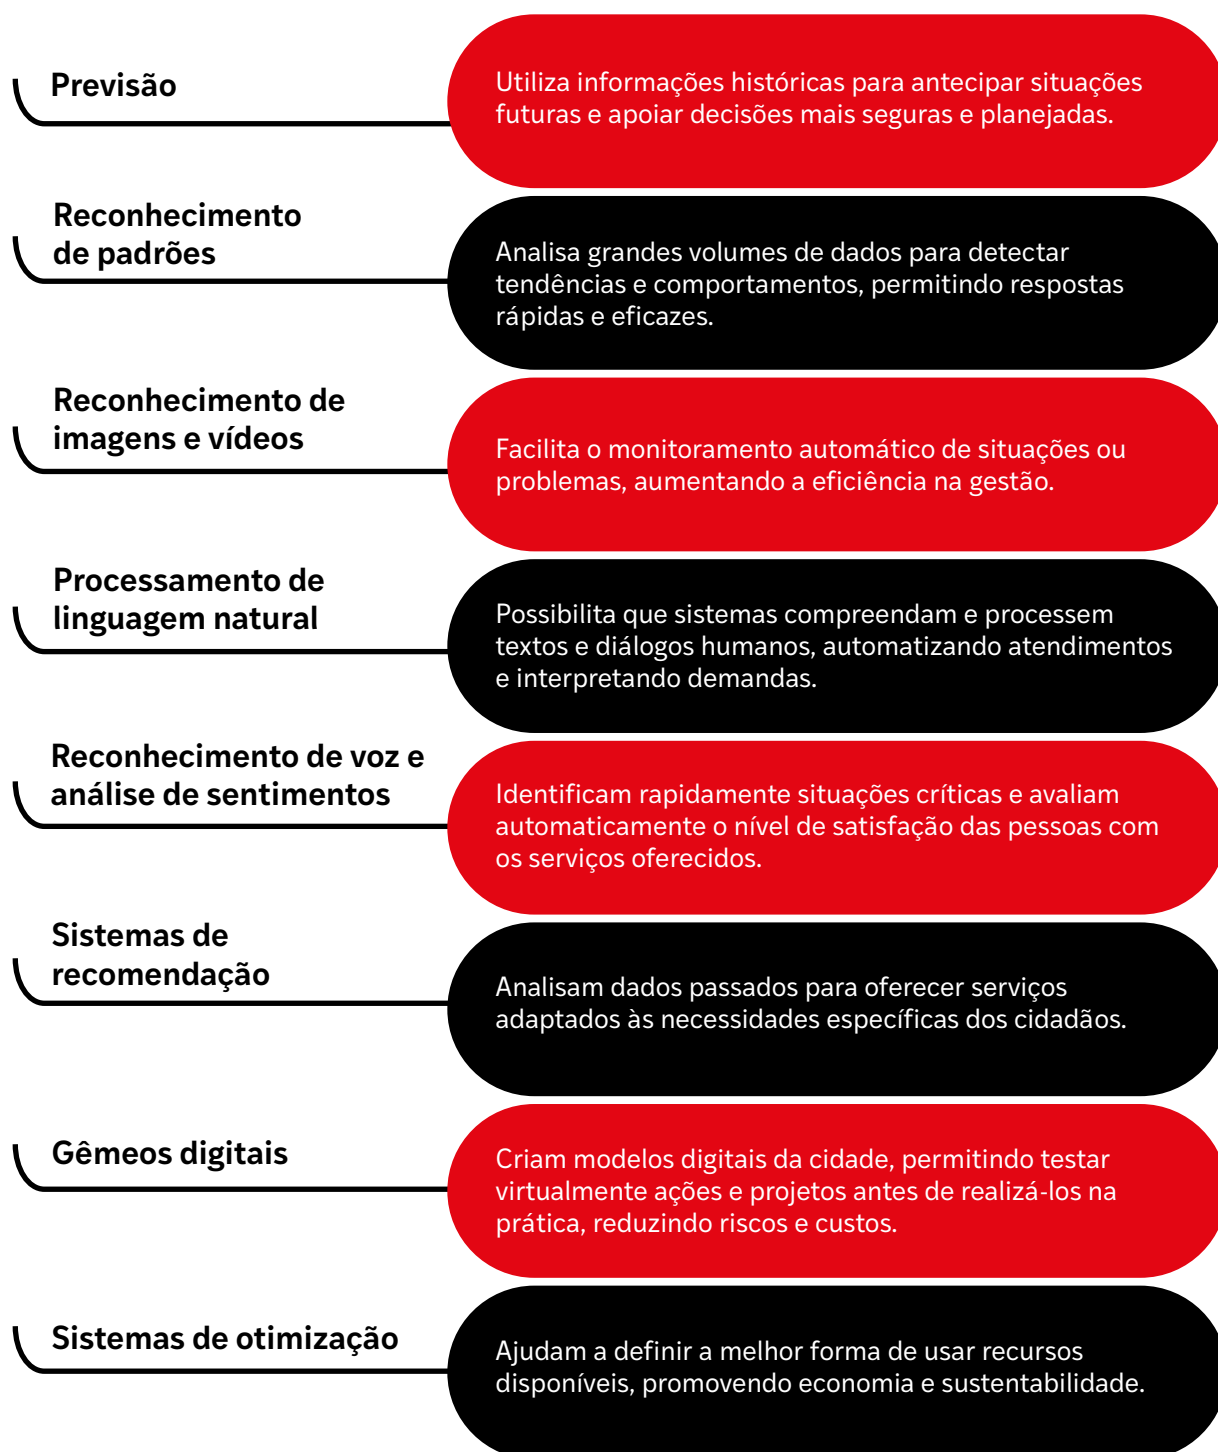 Previsão
Utiliza informações históricas para antecipar situações
futuras e apoiar decisões mais seguras e planejadas.
Reconhecimento
de padrões
Analisa grandes volumes de dados para detectar
tendências e comportamentos, permitindo respostas
rápidas e eficazes.
Reconhecimento de
imagens e vídeos
Facilita o monitoramento automático de situações ou
problemas, aumentando a eficiência na gestão.
Processamento de
linguagem natural
Possibilita que sistemas compreendam e processem
textos e diálogos humanos, automatizando atendimentos
e interpretando demandas.
Reconhecimento de voz e
análise de sentimentos
Identificam rapidamente situações críticas e avaliam
automaticamente o nível de satisfação das pessoas com
os serviços oferecidos.
Sistemas de
recomendação
Analisam dados passados para oferecer serviços
adaptados às necessidades específicas dos cidadãos.
Gêmeos digitais
Criam modelos digitais da cidade, permitindo testar
virtualmente ações e projetos antes de realizá-los na
prática, reduzindo riscos e custos.
Sistemas de otimização
Ajudam a definir a melhor forma de usar recursos
disponíveis, promovendo economia e sustentabilidade.